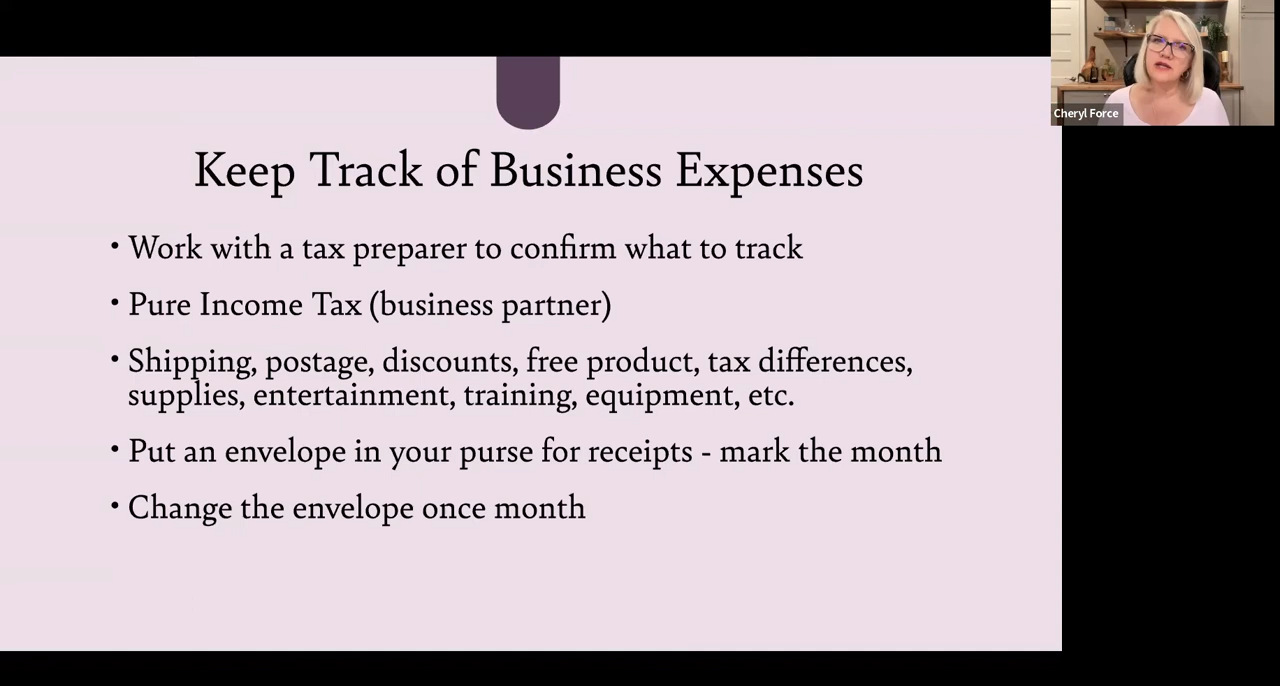 Keep Track of Business Expenses
• Work with a tax preparer to confirm what to track
• Pure Income Tax (business partner)
• Shipping, postage, discounts, free product, tax differences,
supplies, entertainment, training, equipment, etc.
• Put an envelope in your purse for receipts - mark the month
• Change the envelope once month
Cheryl Force